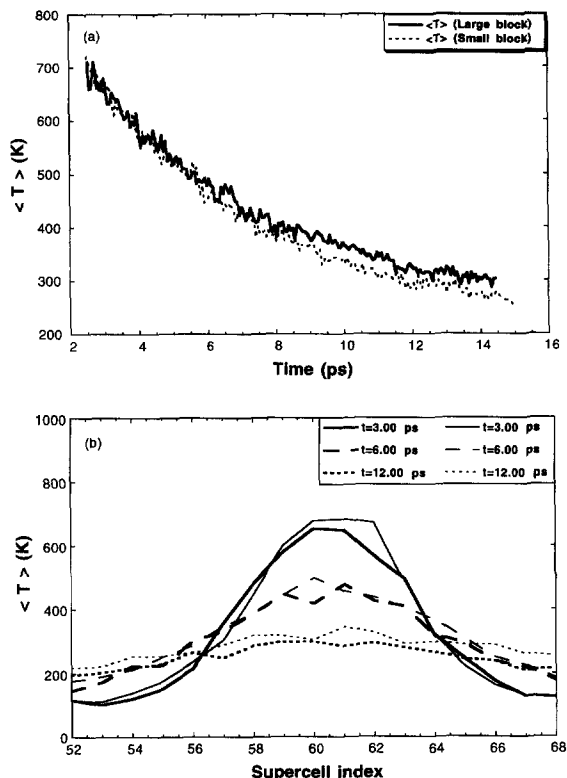 (a)
<T> (Large block)
<T> (Small block)
800
700
600
500
400
300
200
< T > (K)
2 4 6 8 10 12 14 16
Time (ps)
(b)
t=3.00 ps t=3.00 ps
t=6.00 ps t=6.00 ps
t=12.00 ps t=12.00 ps
1000
800
600
400
200
0
< T > (K)
52 54 56 58 60 62 64 66 68
Supercell index